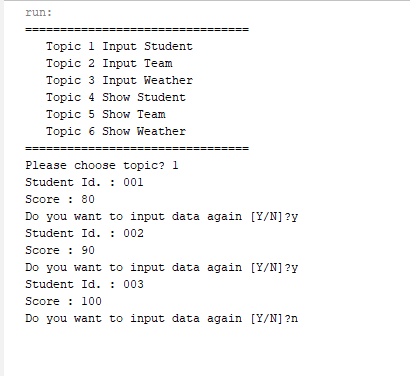 run:
================================
Topic 1 Input Student
Topic 2 Input Team
Topic 3 Input Weather
Topic 4 Show Student
Topic 5 Show Team
Topic 6 Show Weather
================================
Please choose topic? 1
Student Id. : 001
Score : 80
Do you want to input data again [Y/N]?y
Student Id. : 002
Score : 90
Do you want to input data again [Y/N]?y
Student Id. : 003
Score : 100
Do you want to input data again [Y/N]?n